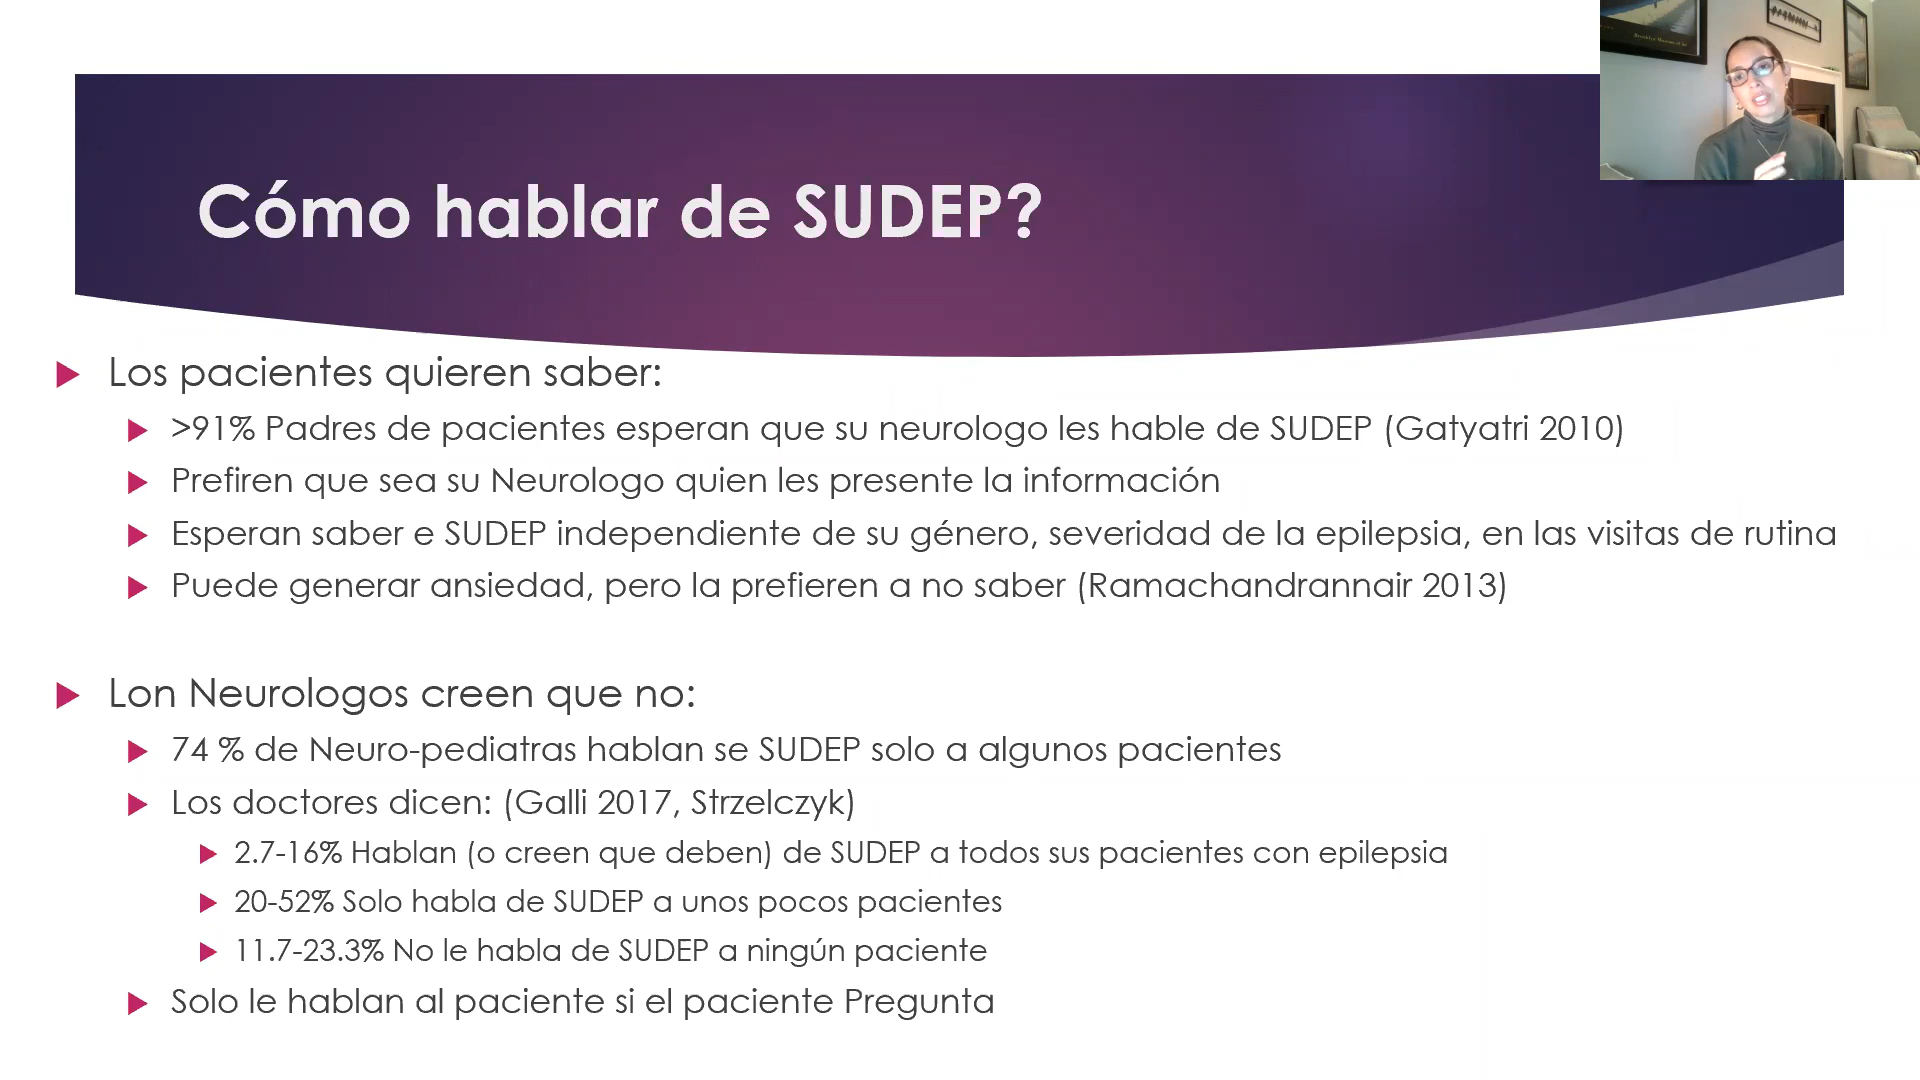 Cómo hablar de SUDEP?
Los pacientes quieren saber:
>91% Padres de pacientes esperan que su neurologo les hable de SUDEP (Gatyatri 2010)
Prefiren que sea su Neurologo quien les presente la información
Esperan saber e SUDEP independiente de su género, severidad de la epilepsia, en las visitas de rutina
Puede generar ansiedad, pero la prefieren a no saber (Ramachandrannair 2013)
Lon Neurologos creen que no:
74 % de Neuro-pediatras hablan se SUDEP solo a algunos pacientes
Los doctores dicen: (Galli 2017, Strzelczyk)
2.7-16% Hablan (o creen que deben) de SUDEP a todos sus pacientes con epilepsia
20-52% Solo habla de SUDEP a unos pocos pacientes
11.7-23.3% No le habla de SUDEP a ningún paciente
Solo le hablan al paciente si el paciente Pregunta